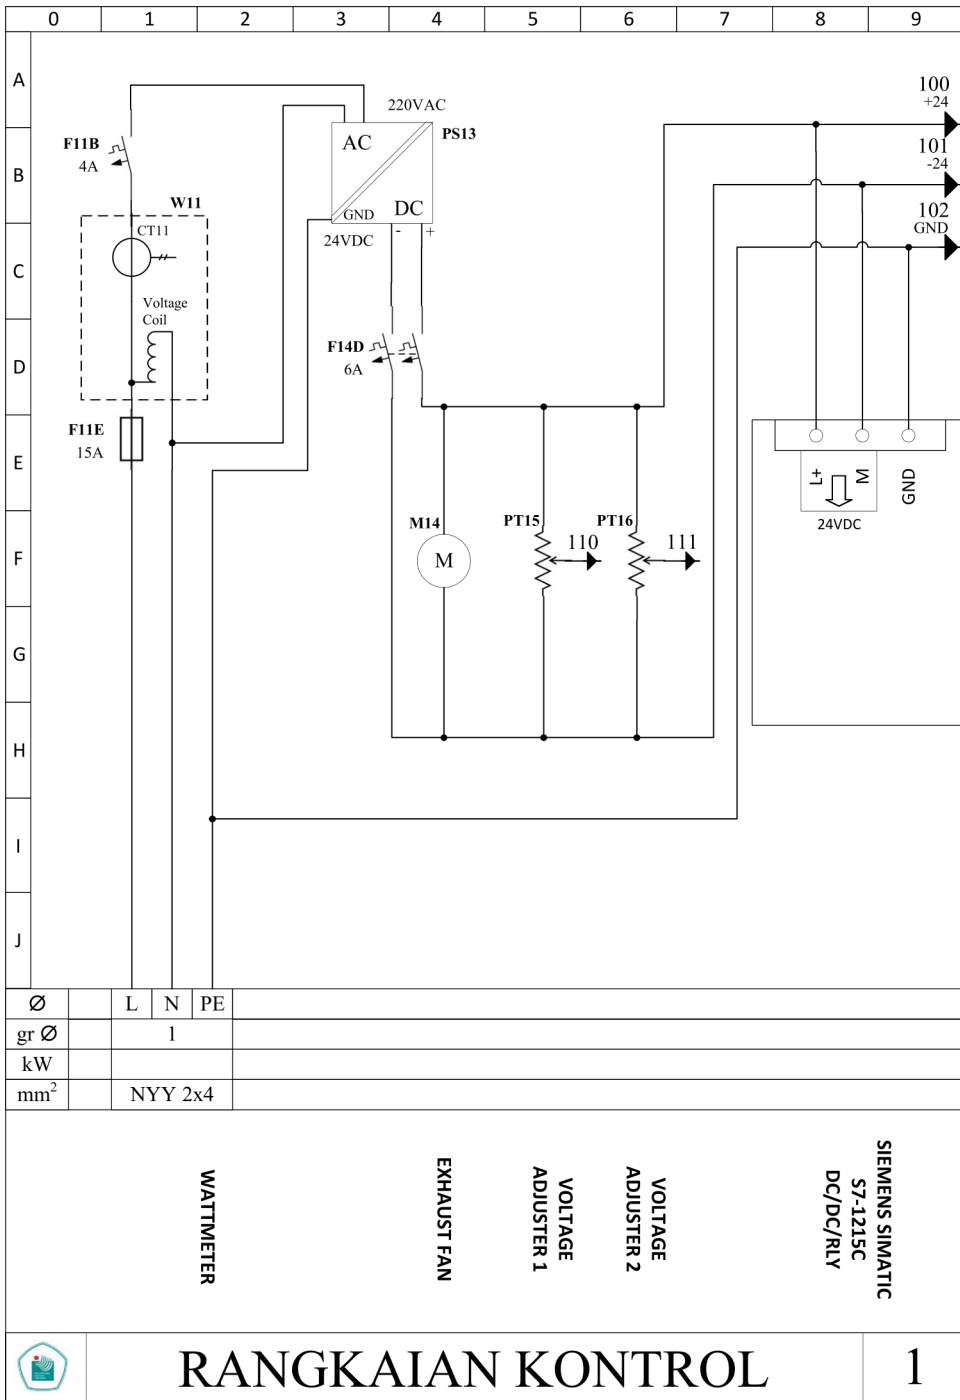 0 1 2 3 4 5 6 7 8 9
A
B
C
D
E
F
G
H
I
J
100
+24
101
-24
102
GND
220VAC
PS13
AC
DC
GND
24VDC
-
+
F11B
4A
W11
CT11
Voltage
Coil
F11E
15A
F14D
6A
M14
M
PT15
110
PT16
111
L+
M
GND
24VDC
Ø L N PE
gr Ø 1
kW
mm²
NYY 2x4
WATTMETER
EXHAUST FAN
VOLTAGE
ADJUSTER 1
VOLTAGE
ADJUSTER 2
SIEMENS SIMATIC
S7-1215C
DC/DC/RLY
RANGKAIAN KONTROL
1